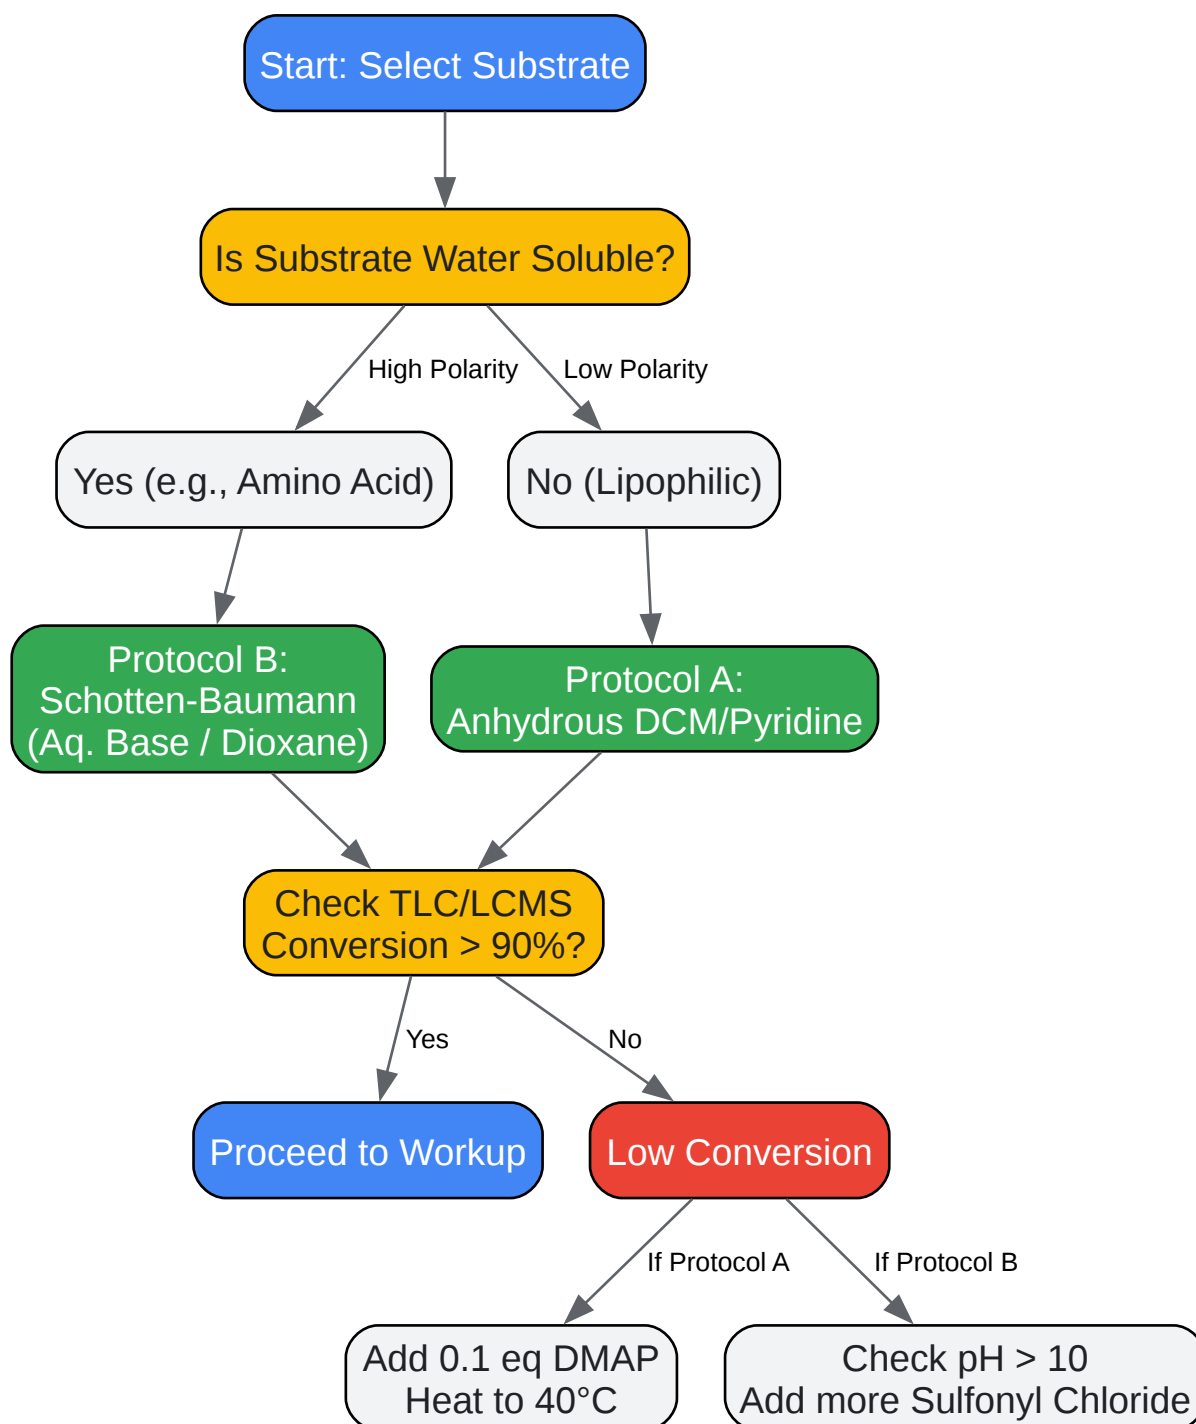 Start: Select Substrate
Is Substrate Water Soluble?
High Polarity
Low Polarity
Yes (e.g., Amino Acid)
No (Lipophilic)
Protocol B:
Schotten-Baumann
(Aq. Base / Dioxane)
Protocol A:
Anhydrous DCM/Pyridine
Check TLC/LCMS
Conversion > 90%?
Yes
No
Proceed to Workup
Low Conversion
If Protocol A
If Protocol B
Add 0.1 eq DMAP
Heat to 40°C
Check pH > 10
Add more Sulfonyl Chloride